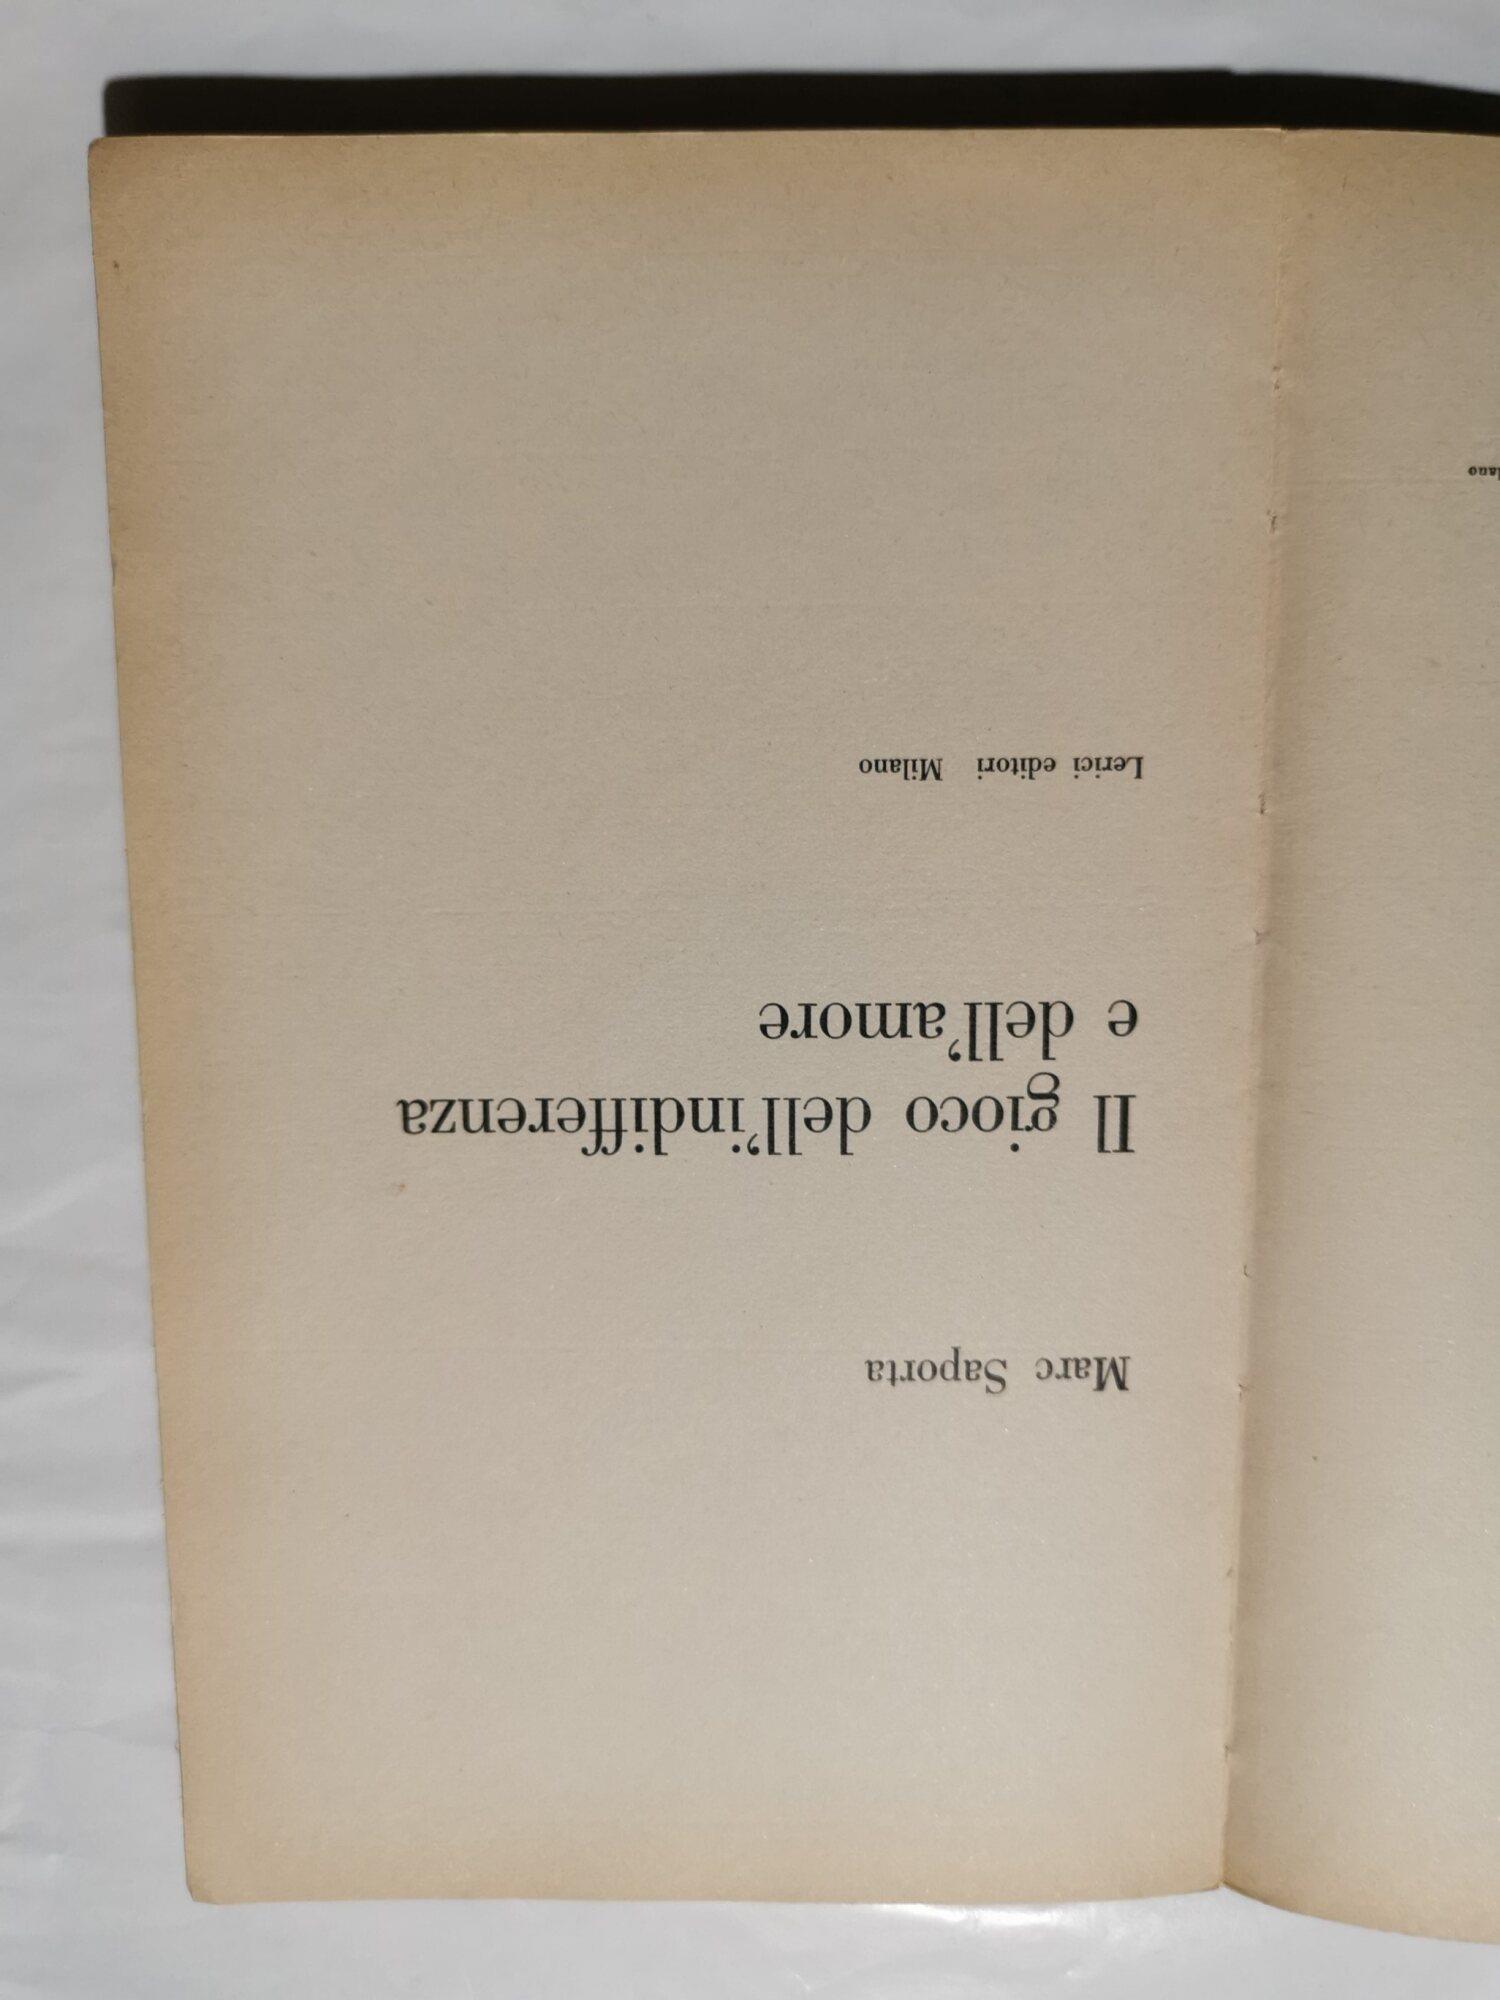 Marc Saporta
Il gioco dell'indifferenza
e dell'amore
Lerici editori Milano